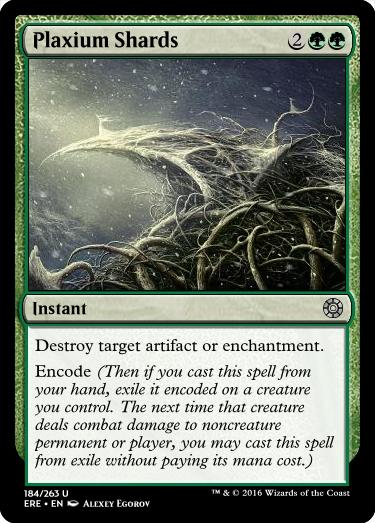 Plaxium Shards 2
Instant
Destroy target artifact or enchantment.
Encode (Then if you cast this spell from
your hand, exile it encoded on a creature
you control. The next time that creature
deals combat damage to noncreature
permanent or player, you may cast this spell
from exile without paying its mana cost.)
184/263 U
ERE • EN Alexey Egorov
™ & © 2016 Wizards of the Coast